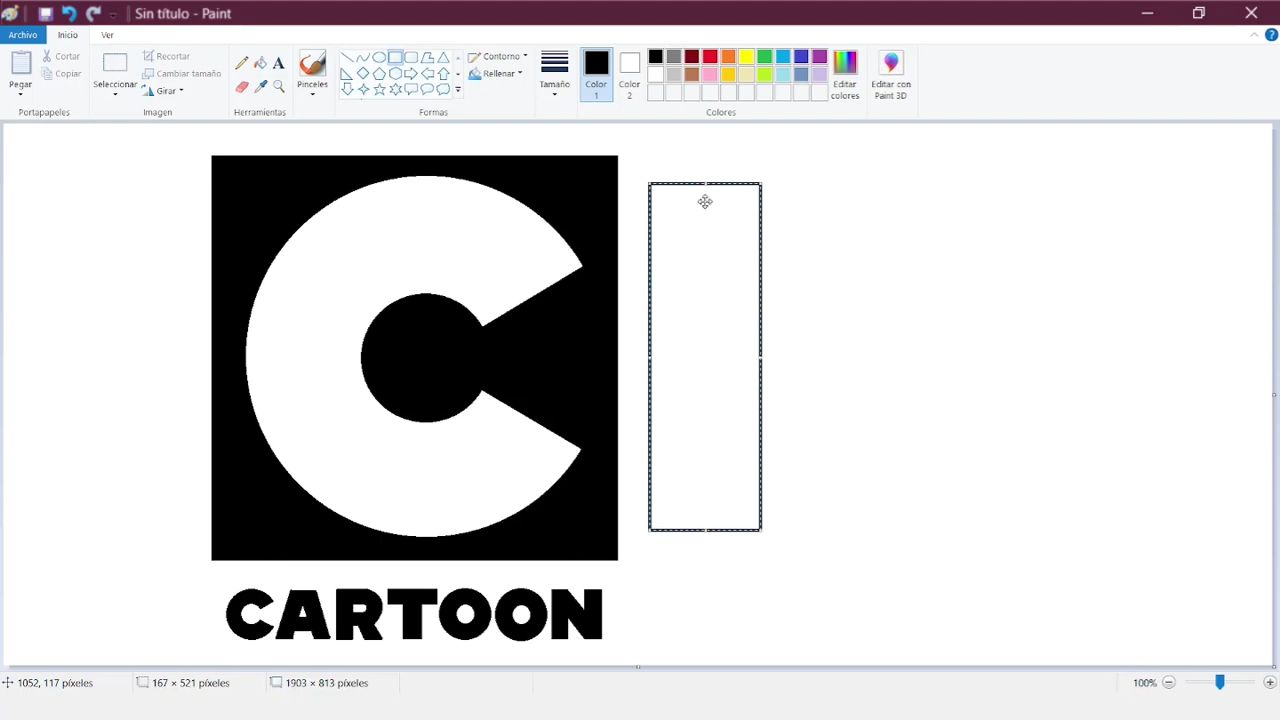 Sin título - Paint
Archivo
Inicio
Ver
Pegar
Cortar
Copiar
Portapapeles
Seleccionar
Recortar
Cambiar tamaño
Girar
Imagen
A
Herramientas
Pinceles
Contorno
Rellenar
Formas
Tamaño
Color
1
Color
2
Editar
colores
Colores
Editar con
Paint 3D
C
CARTOON
1052, 117 píxeles
167 × 521 píxeles
1903 × 813 píxeles
100%